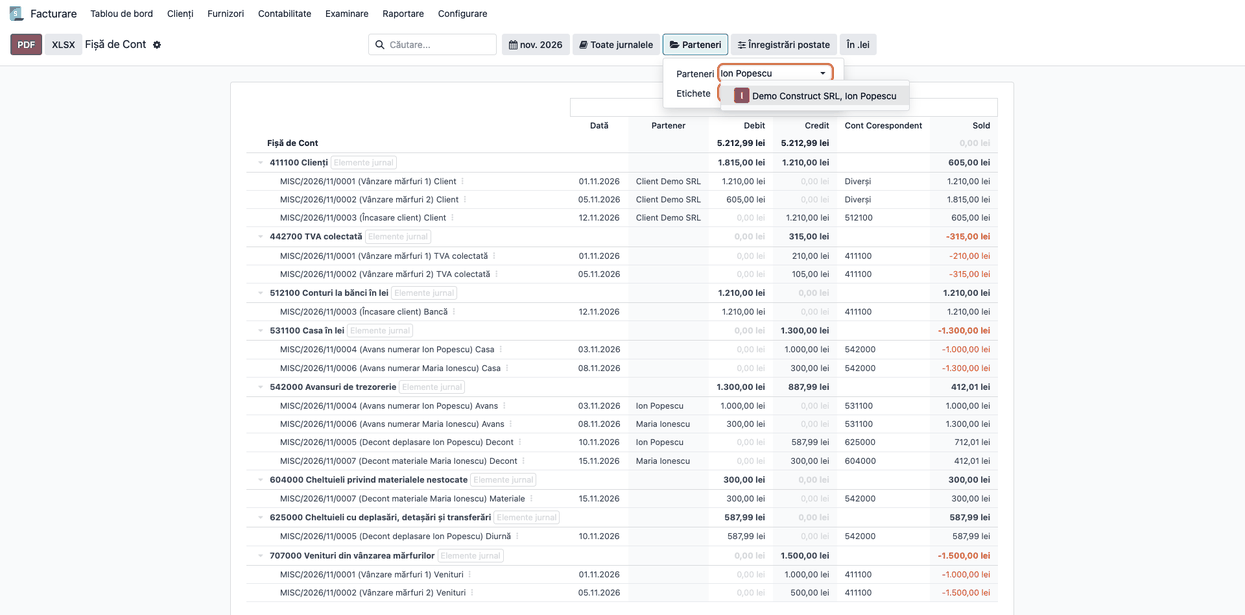 Facturare Tablou de bord Clienți Furnizori Contabilitate Examinare Raportare Configurare
PDF XLSX Fișă de Cont Căutare... nov. 2026 Toate jurnalele Parteneri Înregistrări postate În .lei
Parteneri Ion Popescu
Etichete I Demo Construct SRL, Ion Popescu
Dată Partener Debit Credit Cont Corespondent Sold
Fișă de Cont 5.212,99 lei 5.212,99 lei 0,00 lei
411100 Clienți Elemente jurnal 1.815,00 lei 1.210,00 lei 605,00 lei
MISC/2026/11/0001 (Vânzare mărfuri 1) Client 01.11.2026 Client Demo SRL 1.210,00 lei 0,00 lei Diverși 1.210,00 lei
MISC/2026/11/0002 (Vânzare mărfuri 2) Client 05.11.2026 Client Demo SRL 605,00 lei 0,00 lei Diverși 1.815,00 lei
MISC/2026/11/0003 (Încasare client) Client 12.11.2026 Client Demo SRL 0,00 lei 1.210,00 lei 512100 605,00 lei
442700 TVA colectată Elemente jurnal 0,00 lei 315,00 lei -315,00 lei
MISC/2026/11/0001 (Vânzare mărfuri 1) TVA colectată 01.11.2026 0,00 lei 210,00 lei 411100 -210,00 lei
MISC/2026/11/0002 (Vânzare mărfuri 2) TVA colectată 05.11.2026 0,00 lei 105,00 lei 411100 -315,00 lei
512100 Conturi la bănci în lei Elemente jurnal 1.210,00 lei 0,00 lei 1.210,00 lei
MISC/2026/11/0003 (Încasare client) Bancă 12.11.2026 1.210,00 lei 0,00 lei 411100 1.210,00 lei
531100 Casa în lei Elemente jurnal 0,00 lei 1.300,00 lei -1.300,00 lei
MISC/2026/11/0004 (Avans numerar Ion Popescu) Casa 03.11.2026 0,00 lei 1.000,00 lei 542000 -1.000,00 lei
MISC/2026/11/0006 (Avans numerar Maria Ionescu) Casa 08.11.2026 0,00 lei 300,00 lei 542000 -1.300,00 lei
542000 Avansuri de trezorerie Elemente jurnal 1.300,00 lei 887,99 lei 412,01 lei
MISC/2026/11/0004 (Avans numerar Ion Popescu) Avans 03.11.2026 Ion Popescu 1.000,00 lei 0,00 lei 531100 1.000,00 lei
MISC/2026/11/0006 (Avans numerar Maria Ionescu) Avans 08.11.2026 Maria Ionescu 300,00 lei 0,00 lei 531100 1.300,00 lei
MISC/2026/11/0005 (Decont deplasare Ion Popescu) Decont 10.11.2026 Ion Popescu 0,00 lei 587,99 lei 625000 712,01 lei
MISC/2026/11/0007 (Decont materiale Maria Ionescu) Decont 15.11.2026 Maria Ionescu 0,00 lei 300,00 lei 604000 412,01 lei
604000 Cheltuieli privind materialele nestocate Elemente jurnal 300,00 lei 0,00 lei 300,00 lei
MISC/2026/11/0007 (Decont materiale Maria Ionescu) Materiale 15.11.2026 300,00 lei 0,00 lei 542000 300,00 lei
625000 Cheltuieli cu deplasări, detașări și transferări Elemente jurnal 587,99 lei 0,00 lei 587,99 lei
MISC/2026/11/0005 (Decont deplasare Ion Popescu) Diurnă 10.11.2026 587,99 lei 0,00 lei 542000 587,99 lei
707000 Venituri din vânzarea mărfurilor Elemente jurnal 0,00 lei 1.500,00 lei -1.500,00 lei
MISC/2026/11/0001 (Vânzare mărfuri 1) Venituri 01.11.2026 0,00 lei 1.000,00 lei 411100 -1.000,00 lei
MISC/2026/11/0002 (Vânzare mărfuri 2) Venituri 05.11.2026 0,00 lei 500,00 lei 411100 -1.500,00 lei